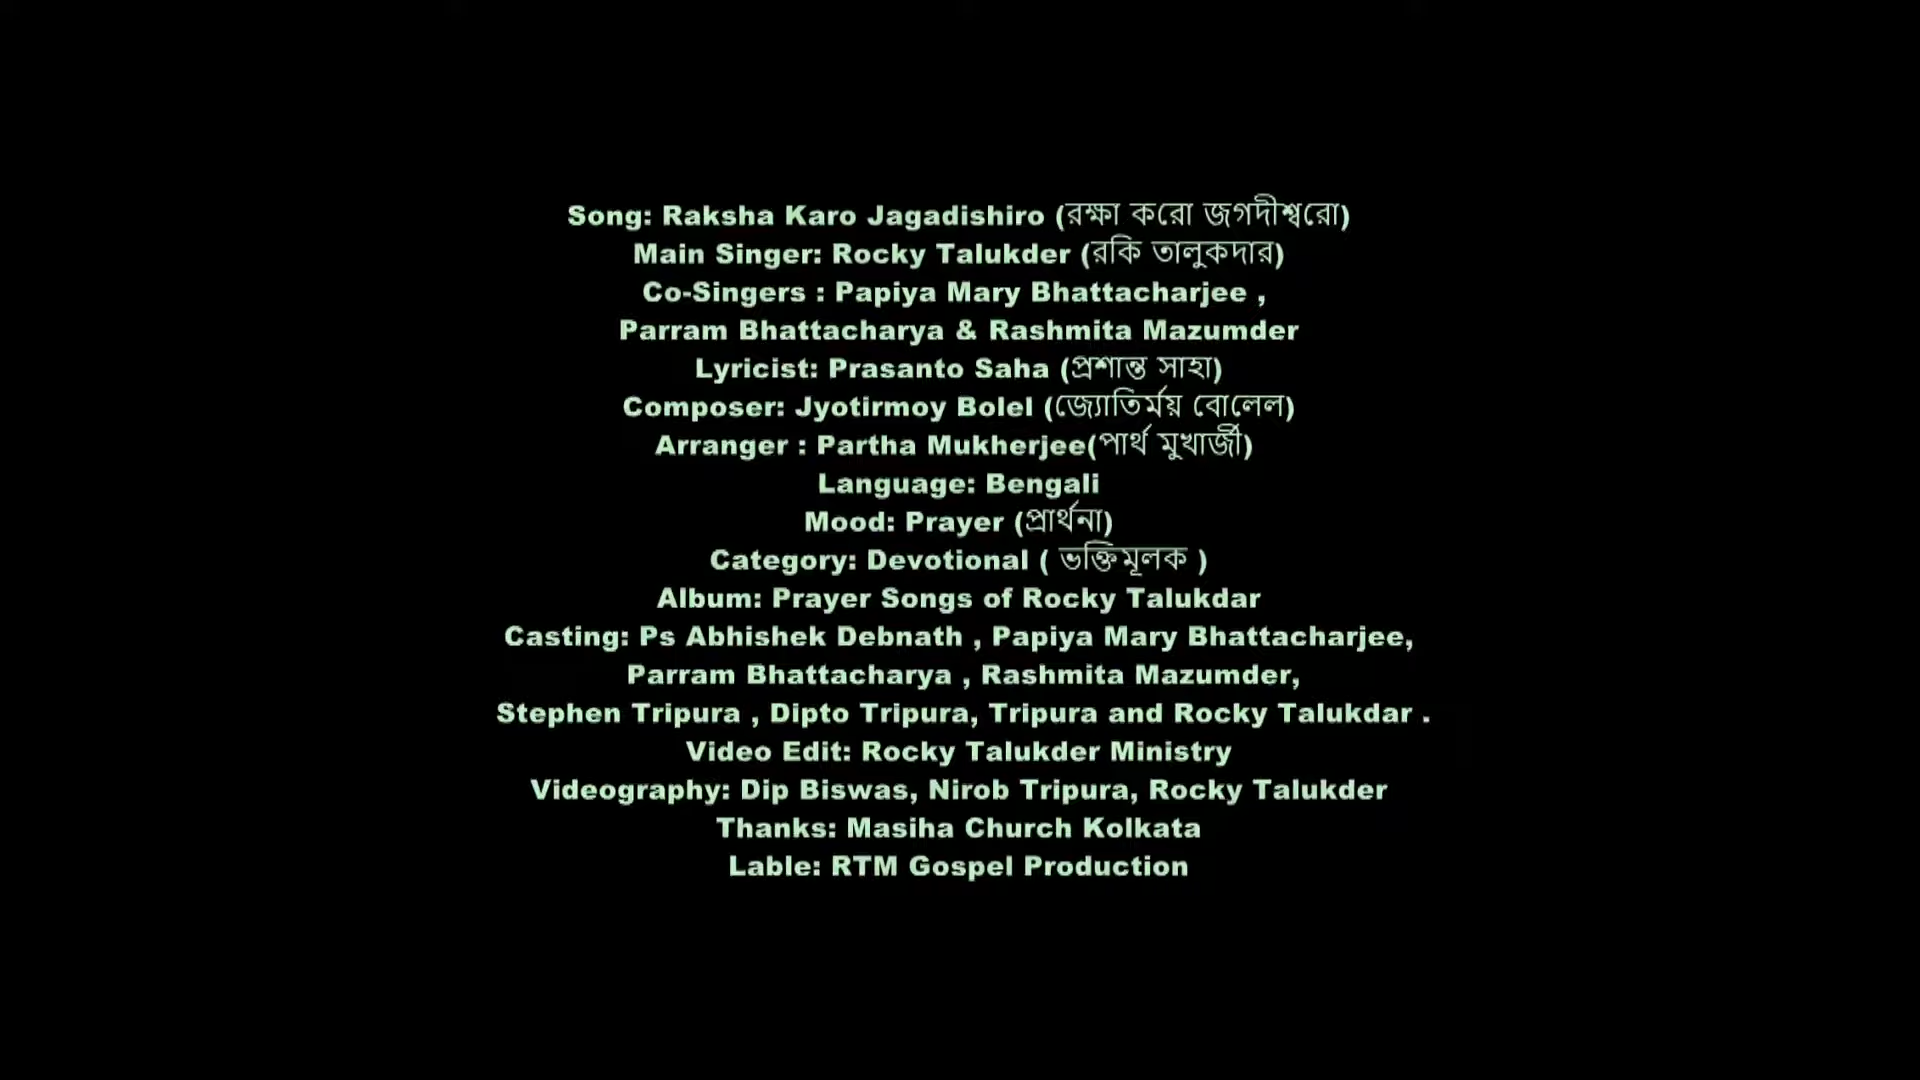 Song: Raksha Karo Jagadishiro (রক্ষা করো জগদীশ্বরো)
Main Singer: Rocky Talukder (রকি তালুকদার)
Co-Singers : Papiya Mary Bhattacharjee ,
Parram Bhattacharya & Rashmita Mazumder
Lyricist: Prasanto Saha (প্রশান্ত সাহা)
Composer: Jyotirmoy Bolel (জ্যোতির্ময় বোলেল)
Arranger : Partha Mukherjee(পার্থ মুখার্জী)
Language: Bengali
Mood: Prayer (প্রার্থনা)
Category: Devotional ( ভক্তিমূলক )
Album: Prayer Songs of Rocky Talukdar
Casting: Ps Abhishek Debnath , Papiya Mary Bhattacharjee,
Parram Bhattacharya , Rashmita Mazumder,
Stephen Tripura , Dipto Tripura, Tripura and Rocky Talukdar .
Video Edit: Rocky Talukder Ministry
Videography: Dip Biswas, Nirob Tripura, Rocky Talukder
Thanks: Masiha Church Kolkata
Lable: RTM Gospel Production